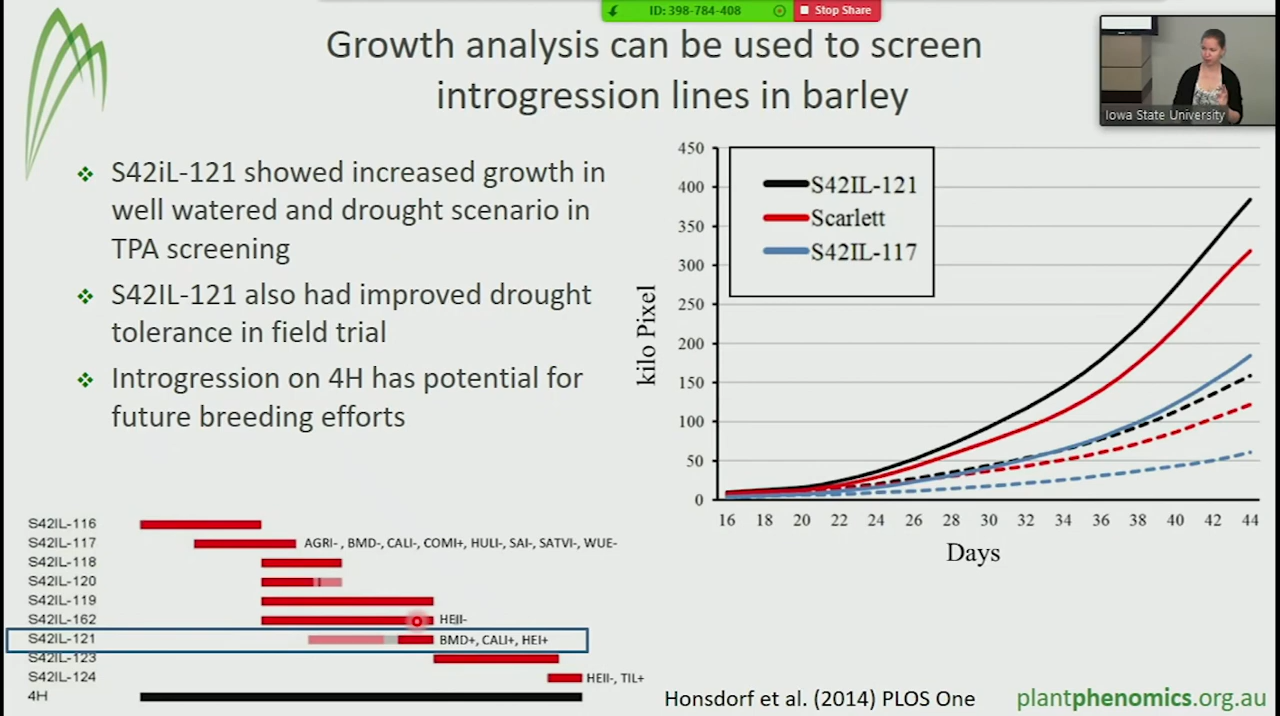 ID: 398-784-408
Stop Share
Growth analysis can be used to screen
introgression lines in barley
Iowa State University
S42iL-121 showed increased growth in
well watered and drought scenario in
TPA screening
S42IL-121 also had improved drought
tolerance in field trial
Introgression on 4H has potential for
future breeding efforts
450
400
350
300
250
200
150
100
50
0
kilo Pixel
S42IL-121
Scarlett
S42IL-117
16 18 20 22 24 26 28 30 32 34 36 38 40 42 44
Days
S42IL-116
S42IL-117 AGRI- , BMD-, CALI-, COMI+, HULI-, SAI-, SATVI-, WUE-
S42IL-118
S42IL-120
S42IL-119
S42IL-162 HEII-
S42IL-121 BMD+, CALI+, HEI+
S42IL-123
S42IL-124 HEII-, TIL+
4H
Honsdorf et al. (2014) PLOS One
plantphenomics.org.au